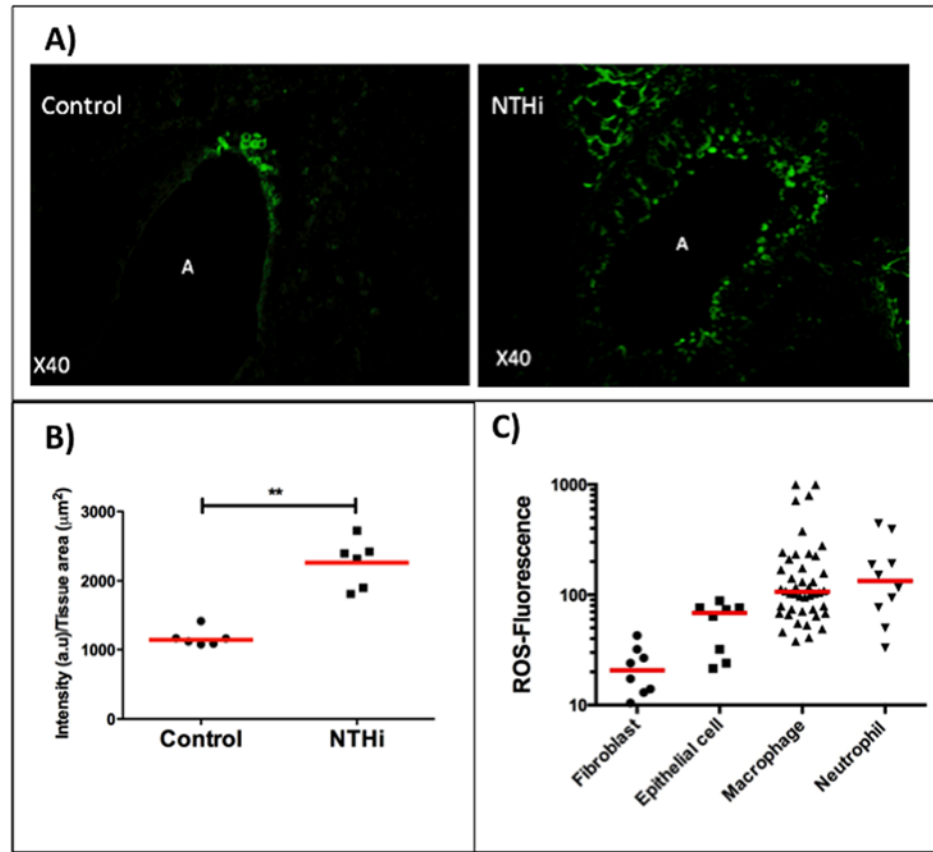 A)
Control
A
X40
NTHi
A
X40
B)
Intensity (a.u)/Tissue area (μm²)
3000
2000
1000
0
**
Control
NTHi
C)
ROS-Fluorescence
1000
100
10
Fibroblast
Epithelial cell
Macrophage
Neutrophil